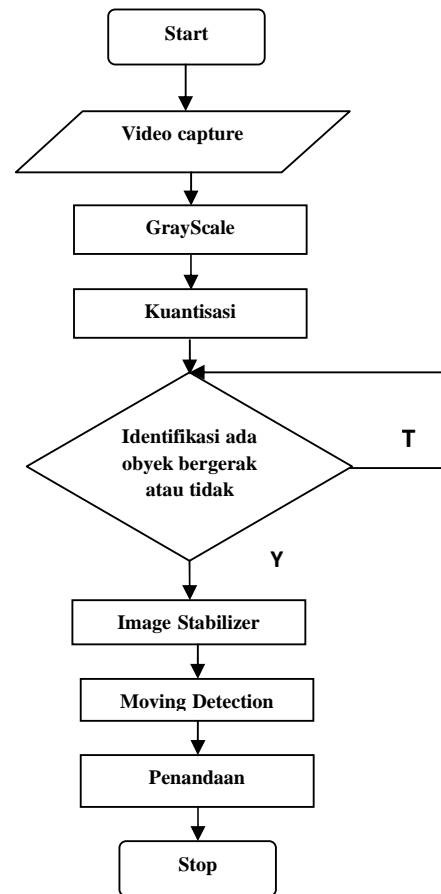 Start
Video capture
GrayScale
Kuantisasi
Identifikasi ada
obyek bergerak
atau tidak
T
Y
Image Stabilizer
Moving Detection
Penandaan
Stop